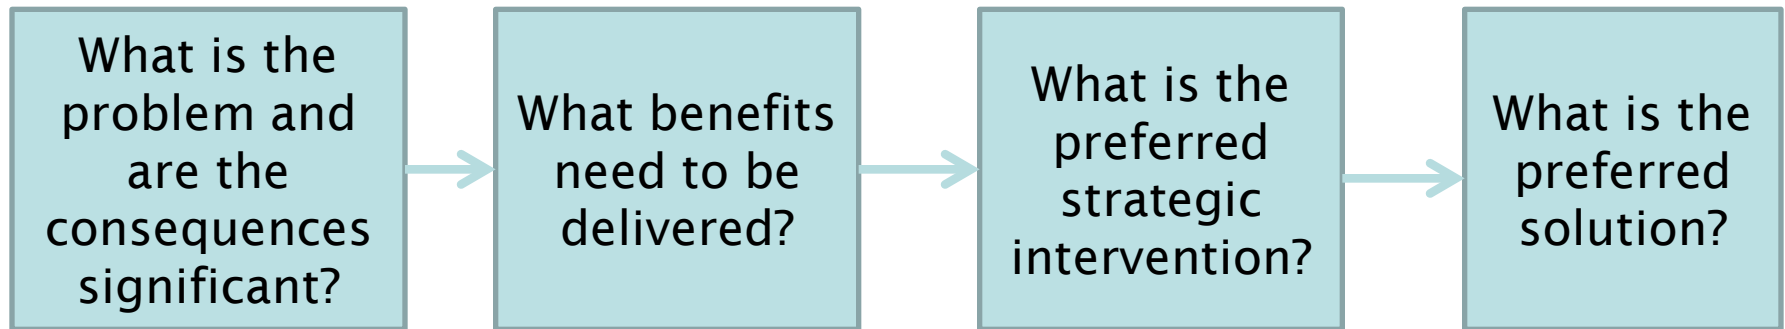 What is the
problem and
are the
consequences
significant?
What benefits
need to be
delivered?
What is the
preferred
strategic
intervention?
What is the
preferred
solution?